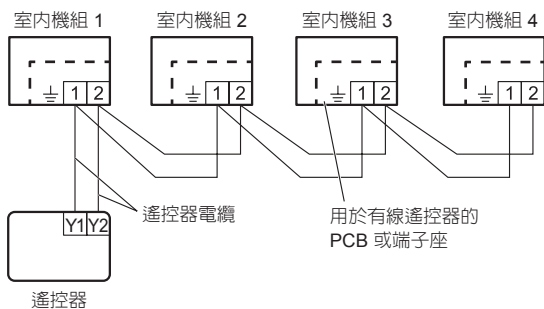 室內機組 1
室內機組 2
室內機組 3
室內機組 4
1 2
1 2
1 2
1 2
Y1 Y2
遙控器電纜
用於有線遙控器的
PCB 或端子座
遙控器